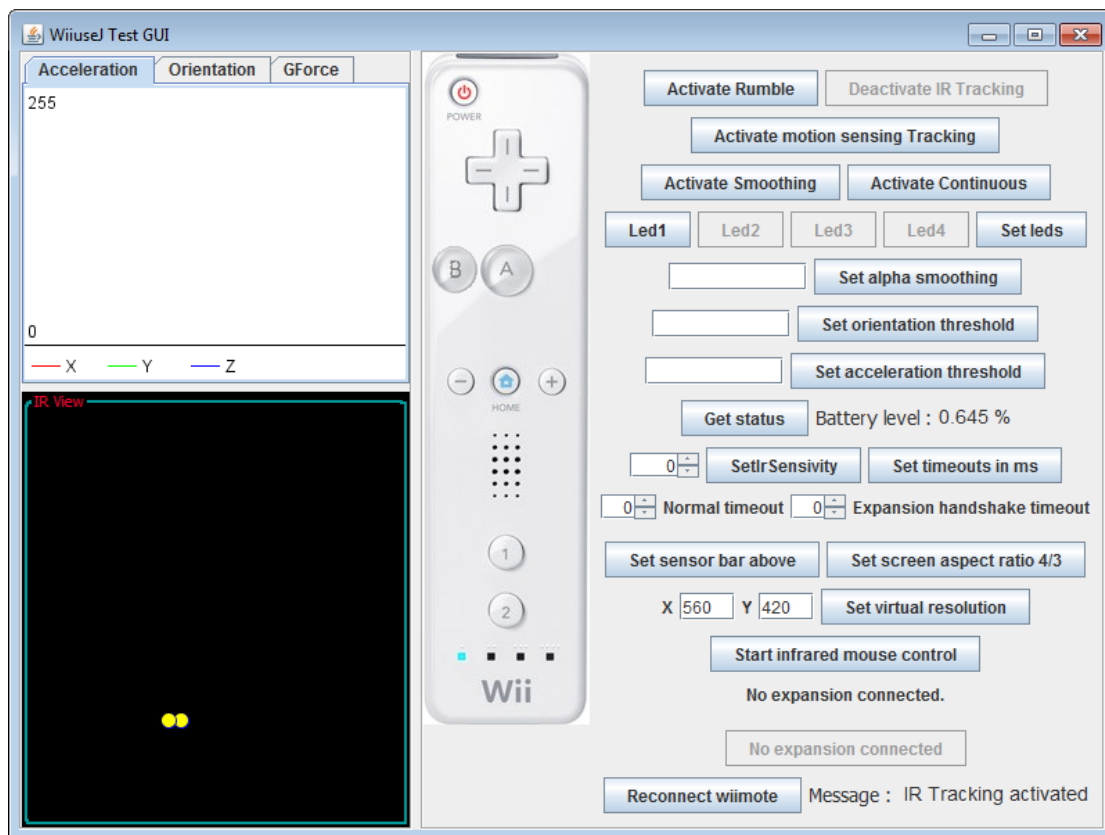 WiiuseJ Test GUI
Acceleration Orientation GForce
255
0
X Y Z
IR View
POWER
B A
HOME
1
2
Wii
Activate Rumble Deactivate IR Tracking
Activate motion sensing Tracking
Activate Smoothing Activate Continuous
Led1 Led2 Led3 Led4 Set leds
Set alpha smoothing
Set orientation threshold
Set acceleration threshold
Get status Battery level : 0.645 %
0 SetIrSensivity Set timeouts in ms
0 Normal timeout 0 Expansion handshake timeout
Set sensor bar above Set screen aspect ratio 4/3
X 560 Y 420 Set virtual resolution
Start infrared mouse control
No expansion connected.
No expansion connected
Reconnect wiimote Message : IR Tracking activated